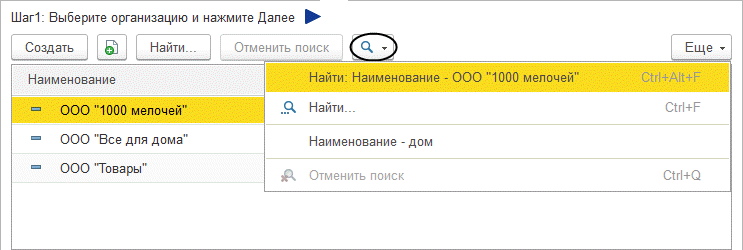 Шаг1: Выберите организацию и нажмите Далее
Создать Найти... Отменить поиск Еще
Наименование
Найти: Наименование - ООО "1000 мелочей" Ctrl+Alt+F
ООО "1000 мелочей"
Найти... Ctrl+F
ООО "Все для дома"
Наименование - дом
ООО "Товары"
Отменить поиск Ctrl+Q